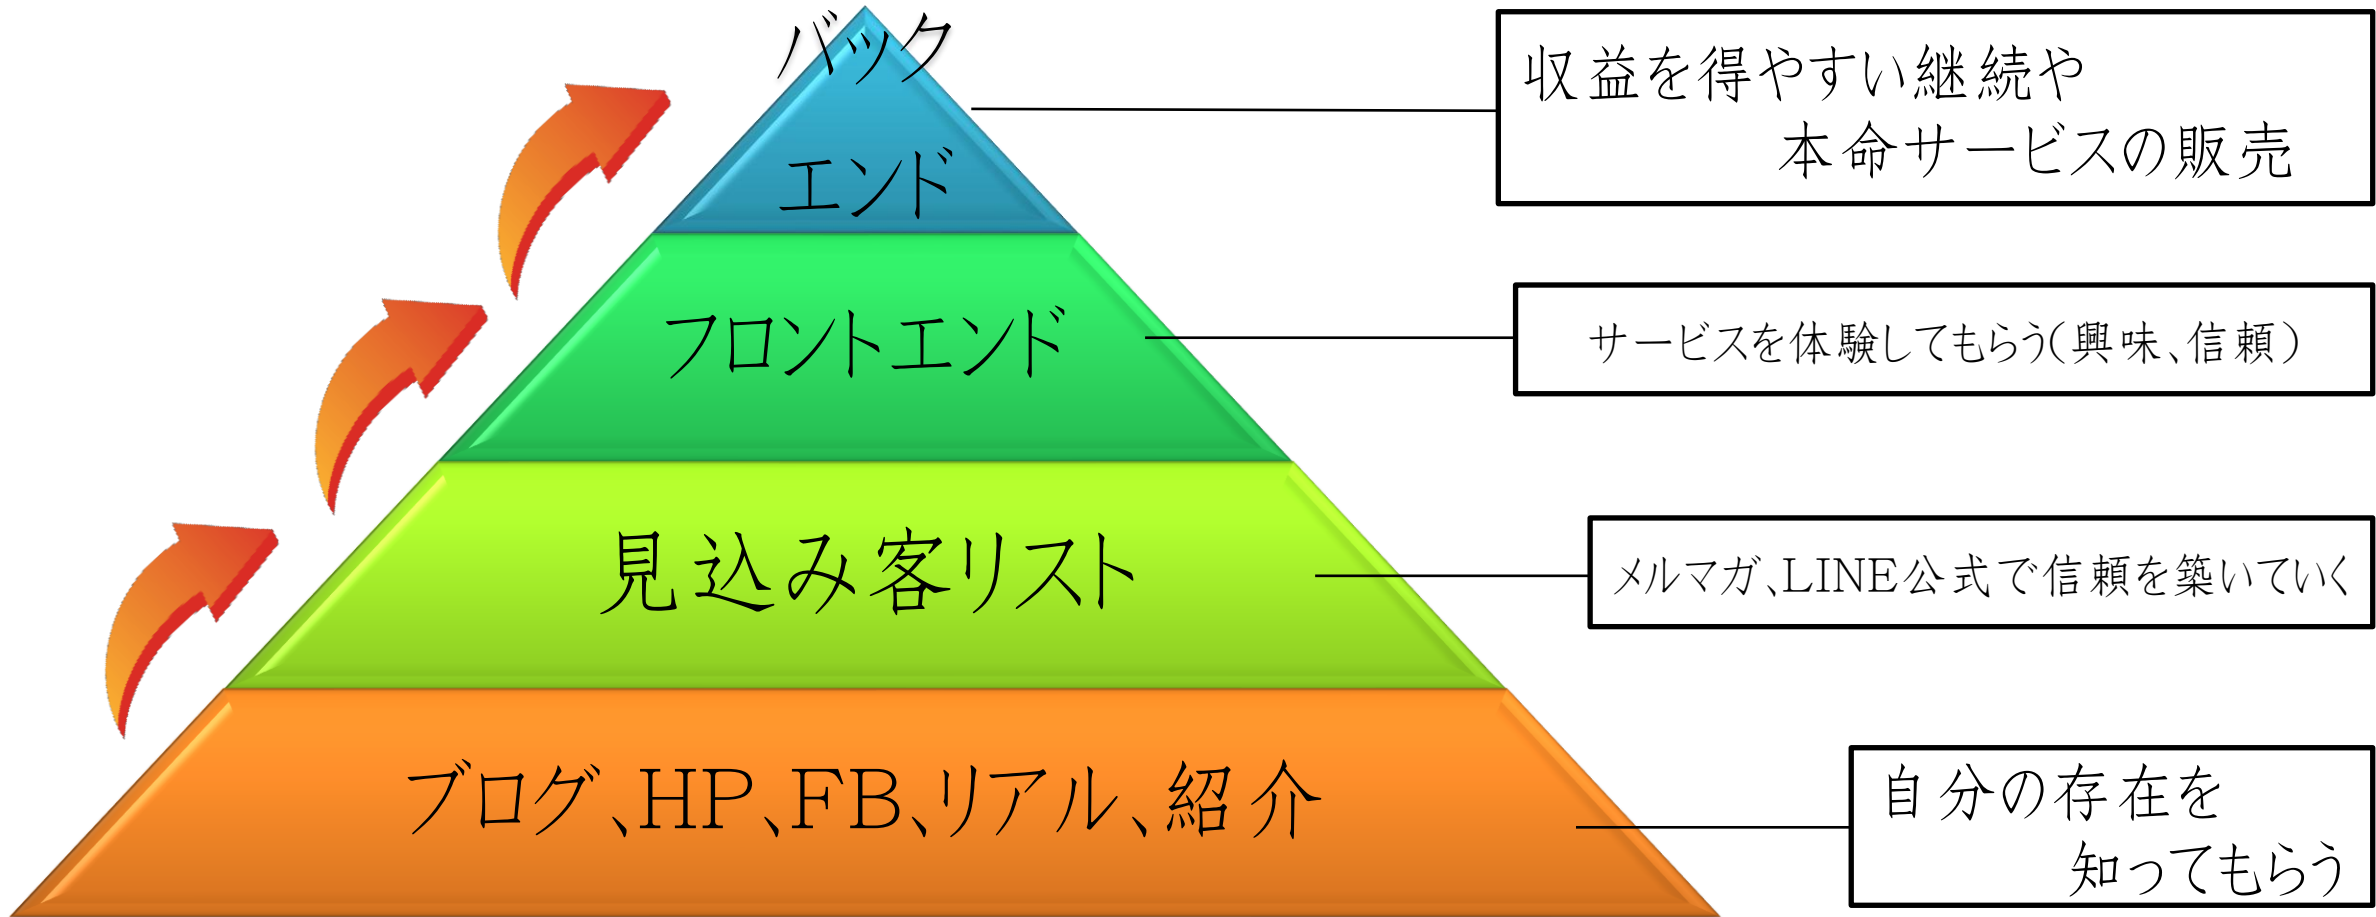 バック
エンド
収益を得やすい継続や
本命サービスの販売
フロントエンド
サービスを体験してもらう(興味、信頼)
見込み客リスト
メルマガ、LINE公式で信頼を築いていく
ブログ、HP、FB、リアル、紹介
自分の存在を
知ってもらう